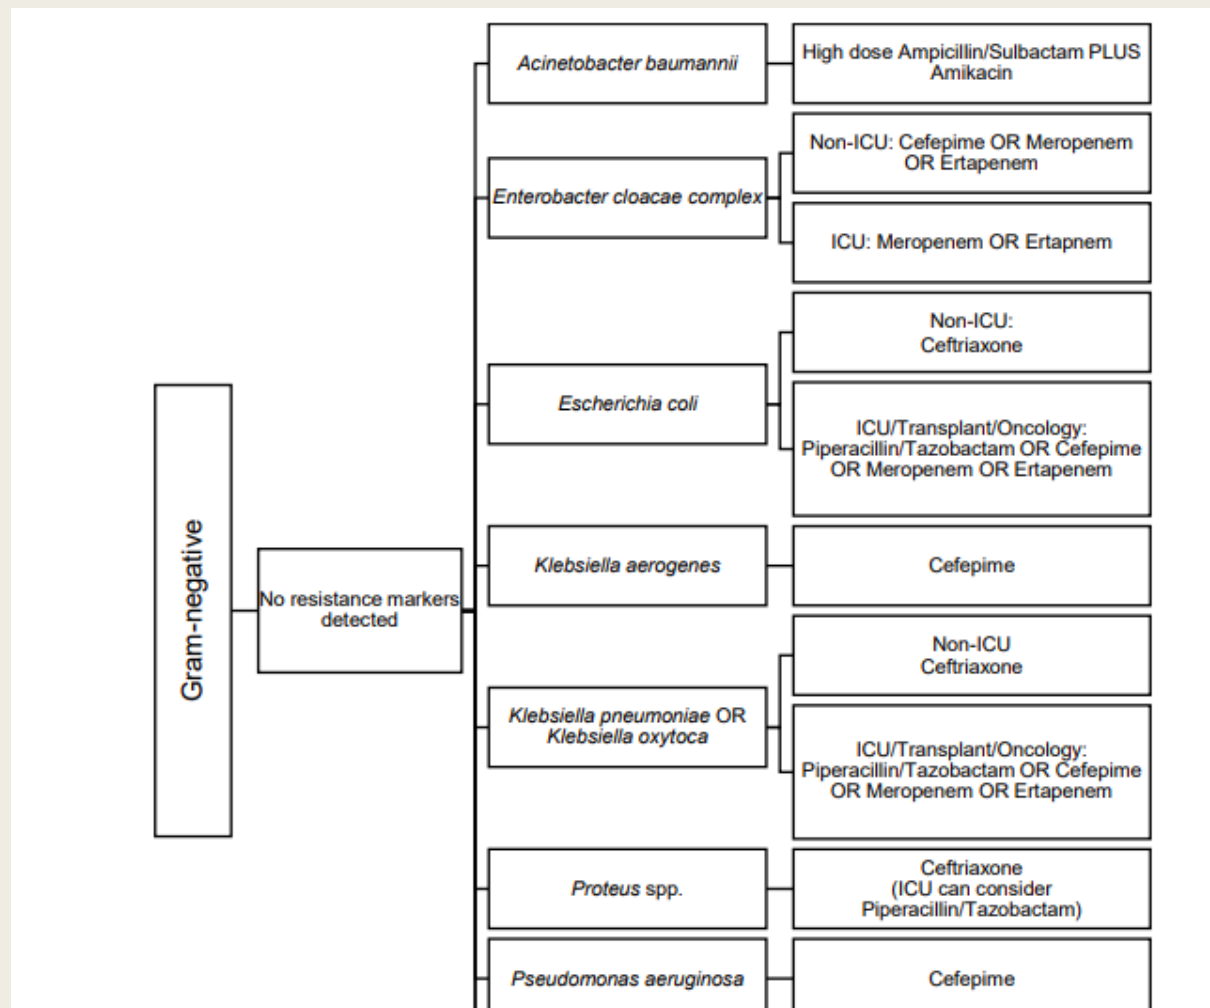 Gram-negative
No resistance markers
detected
Acinetobacter baumannii
High dose Ampicillin/Sulbactam PLUS
Amikacin
Enterobacter cloacae complex
Non-ICU: Cefepime OR Meropenem
OR Ertapenem
ICU: Meropenem OR Ertapnem
Escherichia coli
Non-ICU:
Ceftriaxone
ICU/Transplant/Oncology:
Piperacillin/Tazobactam OR Cefepime
OR Meropenem OR Ertapenem
Klebsiella aerogenes
Cefepime
Klebsiella pneumoniae OR
Klebsiella oxytoca
Non-ICU
Ceftriaxone
ICU/Transplant/Oncology:
Piperacillin/Tazobactam OR Cefepime
OR Meropenem OR Ertapenem
Proteus spp.
Ceftriaxone
(ICU can consider
Piperacillin/Tazobactam)
Pseudomonas aeruginosa
Cefepime